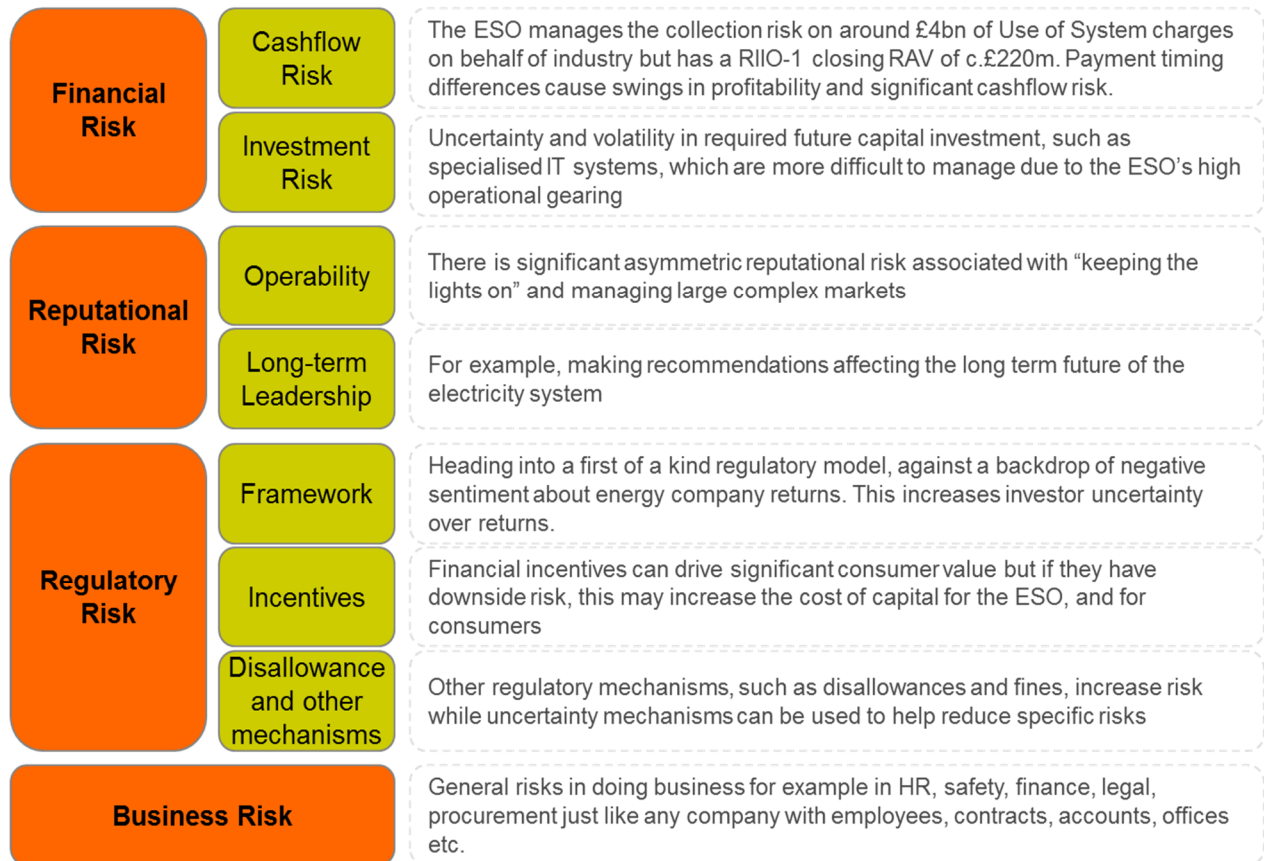 Financial
Risk
Cashflow
Risk
The ESO manages the collection risk on around £4bn of Use of System charges
on behalf of industry but has a RIIO-1 closing RAV of c.£220m. Payment timing
differences cause swings in profitability and significant cashflow risk.
Investment
Risk
Uncertainty and volatility in required future capital investment, such as
specialised IT systems, which are more difficult to manage due to the ESO's high
operational gearing
Reputational
Risk
Operability
There is significant asymmetric reputational risk associated with “keeping the
lights on” and managing large complex markets
Long-term
Leadership
For example, making recommendations affecting the long term future of the
electricity system
Regulatory
Risk
Framework
Heading into a first of a kind regulatory model, against a backdrop of negative
sentiment about energy company returns. This increases investor uncertainty
over returns.
Incentives
Financial incentives can drive significant consumer value but if they have
downside risk, this may increase the cost of capital for the ESO, and for
consumers
Disallowance
and other
mechanisms
Other regulatory mechanisms, such as disallowances and fines, increase risk
while uncertainty mechanisms can be used to help reduce specific risks
Business Risk
General risks in doing business for example in HR, safety, finance, legal,
procurement just like any company with employees, contracts, accounts, offices
etc.